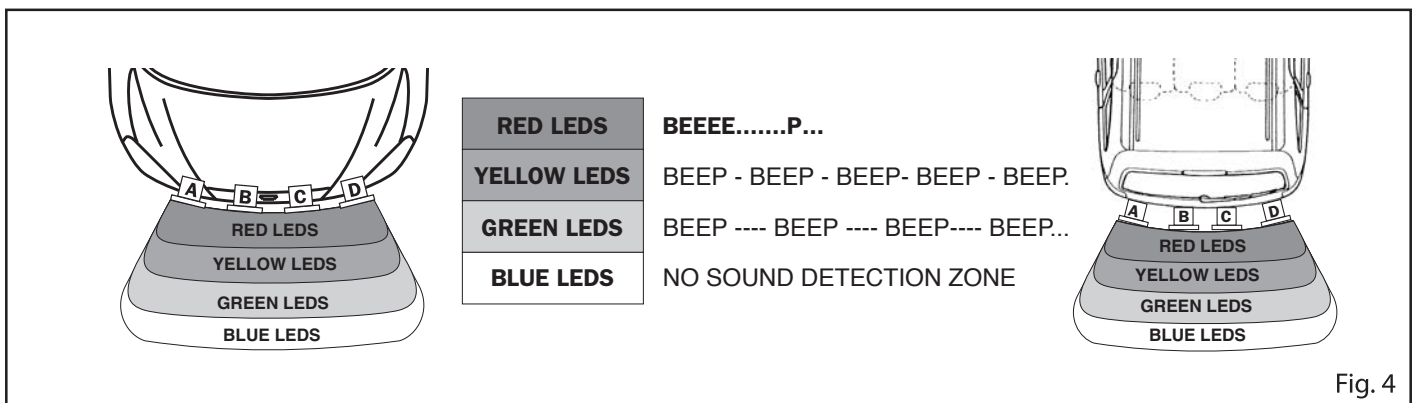 A B C D
RED LEDS
YELLOW LEDS
GREEN LEDS
BLUE LEDS
RED LEDS BEEEE.......P...
YELLOW LEDS BEEP - BEEP - BEEP- BEEP - BEEP.
GREEN LEDS BEEP ---- BEEP ---- BEEP---- BEEP...
BLUE LEDS NO SOUND DETECTION ZONE
A B C D
RED LEDS
YELLOW LEDS
GREEN LEDS
BLUE LEDS
Fig. 4